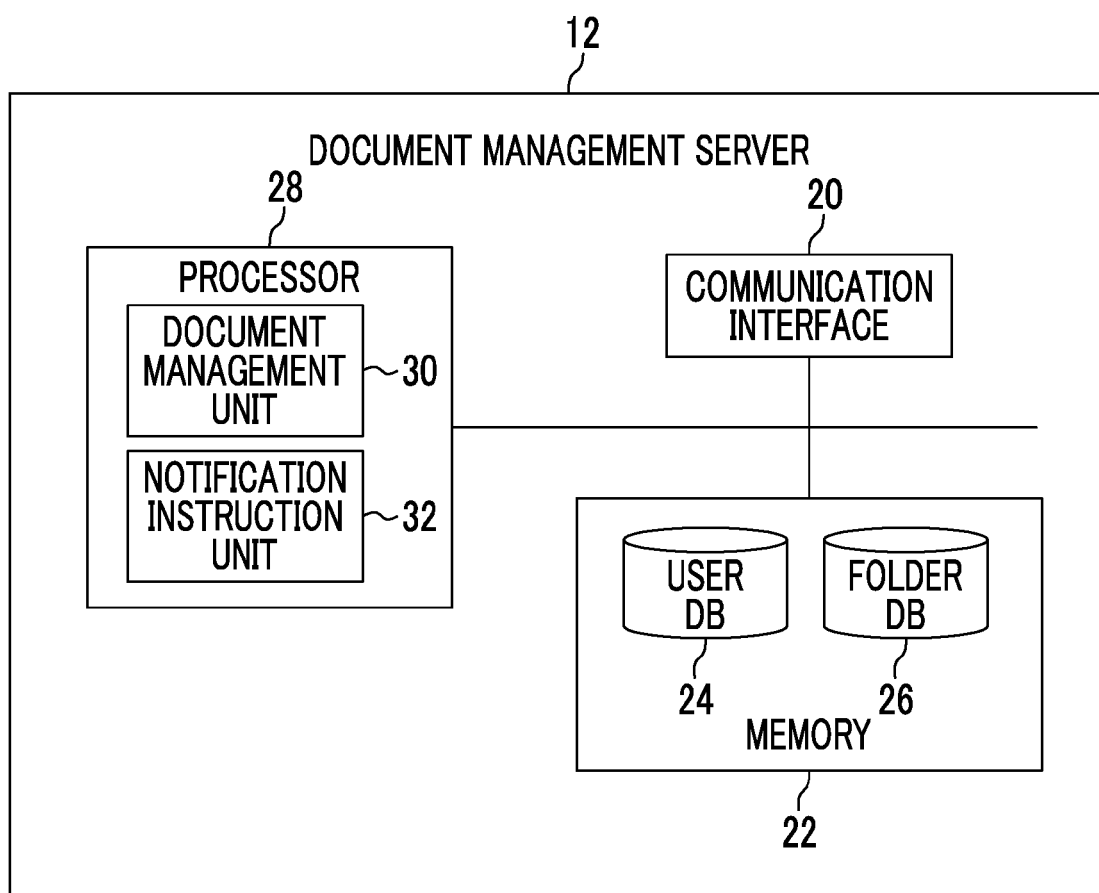 12
DOCUMENT MANAGEMENT SERVER
28
PROCESSOR
DOCUMENT
MANAGEMENT
UNIT
30
NOTIFICATION
INSTRUCTION
UNIT
32
20
COMMUNICATION
INTERFACE
USER
DB
24
FOLDER
DB
26
MEMORY
22